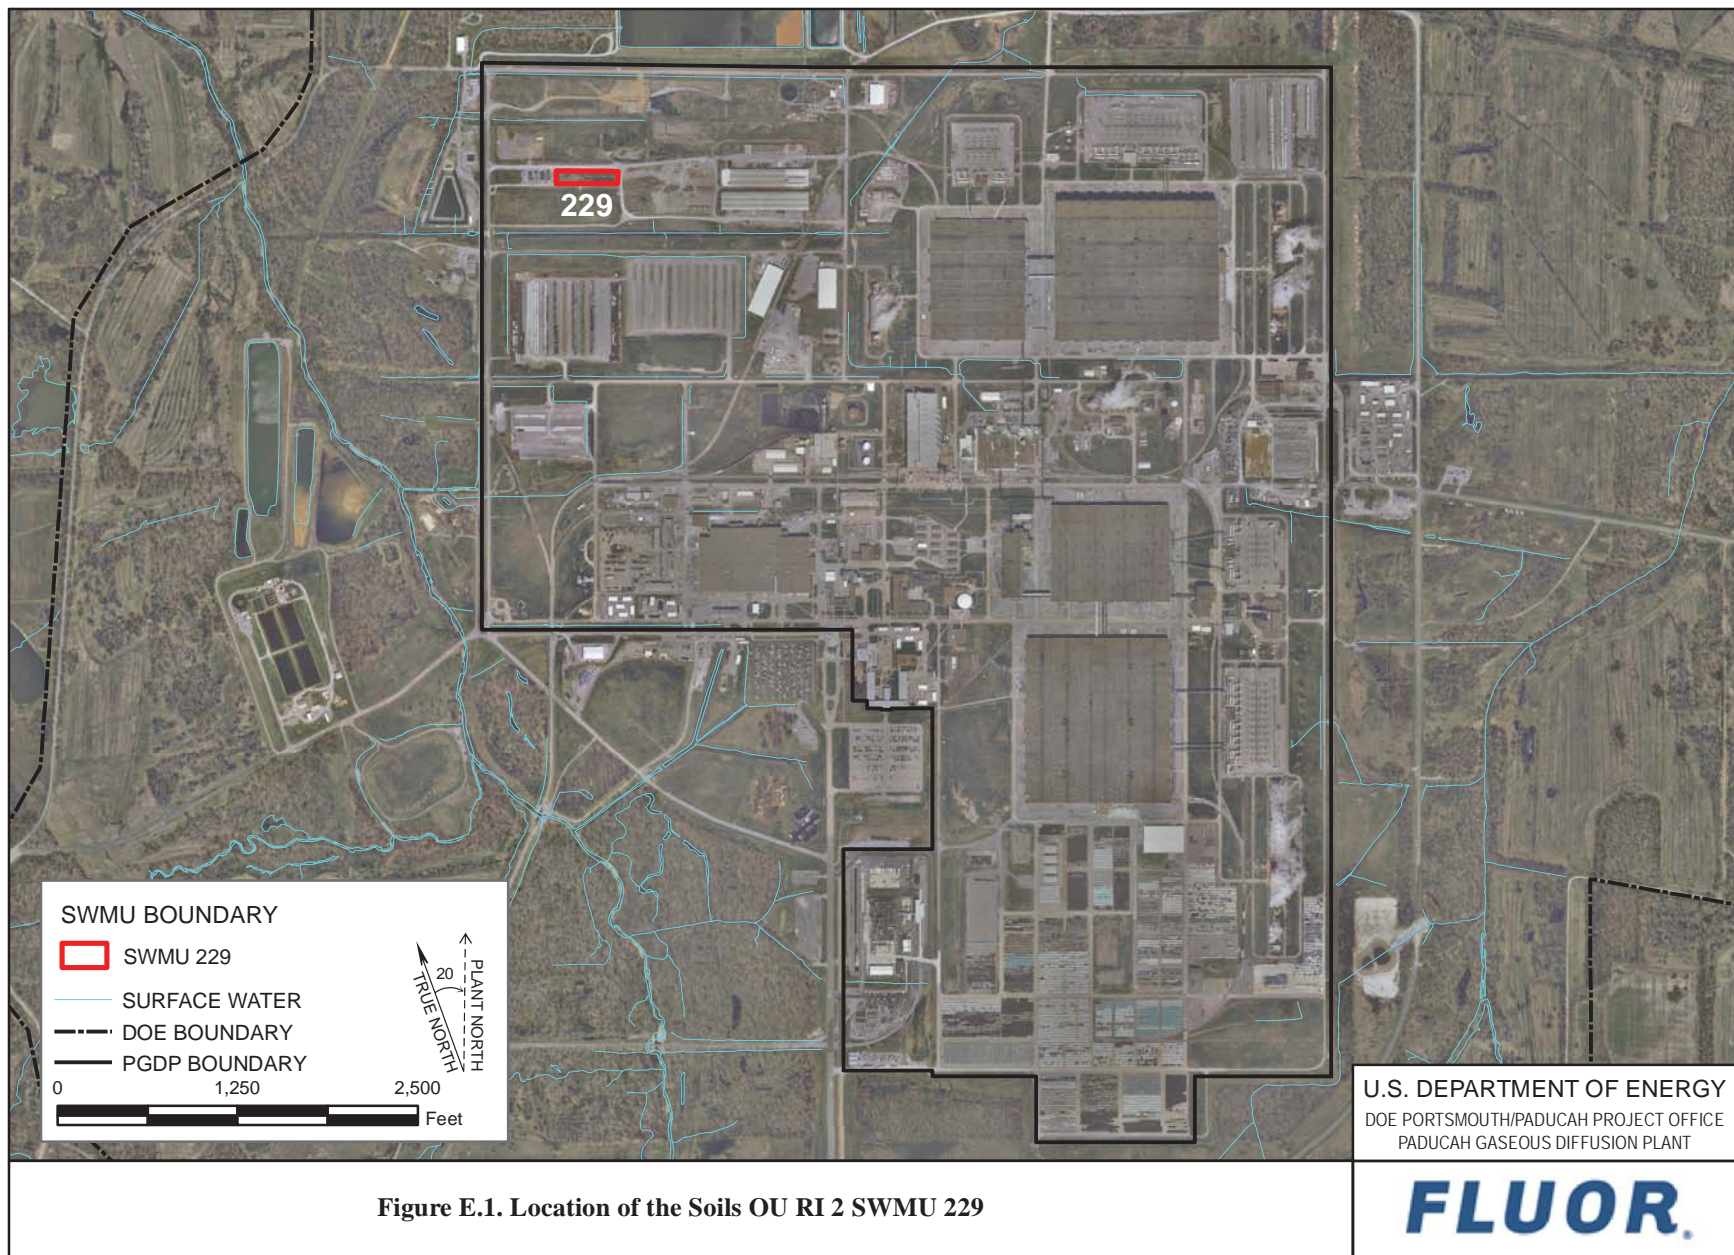 229
SWMU BOUNDARY
SWMU 229
SURFACE WATER
DOE BOUNDARY
PGDP BOUNDARY
20
TRUE NORTH
PLANT NORTH
0 1,250 2,500
Feet
U.S. DEPARTMENT OF ENERGY
DOE PORTSMOUTH/PADUCAH PROJECT OFFICE
PADUCAH GASEOUS DIFFUSION PLANT
Figure E.1. Location of the Soils OU RI 2 SWMU 229
FLUOR®